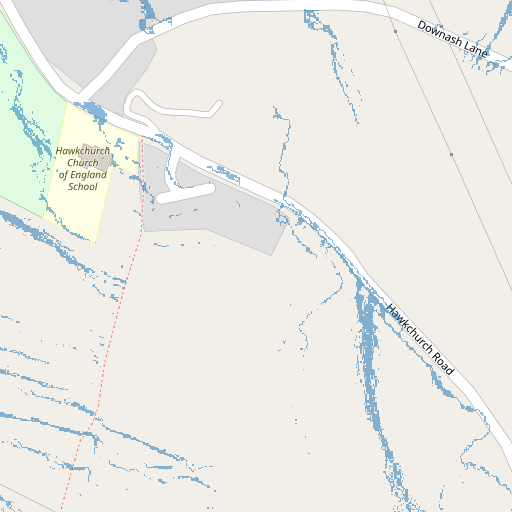 Downash Lane
Hawkchurch
Church
of England
School
Hawkchurch Road